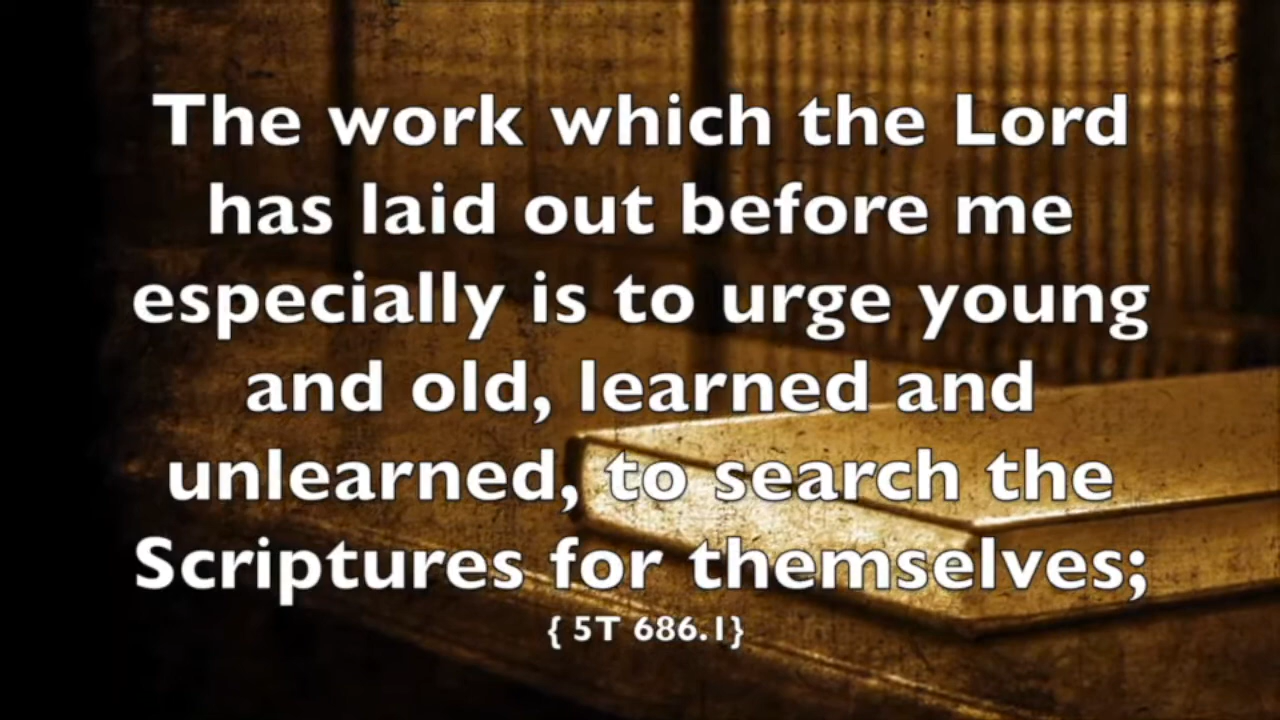 The work which the Lord
has laid out before me
especially is to urge young
and old, learned and
unlearned, to search the
Scriptures for themselves;
{ 5T 686.1}